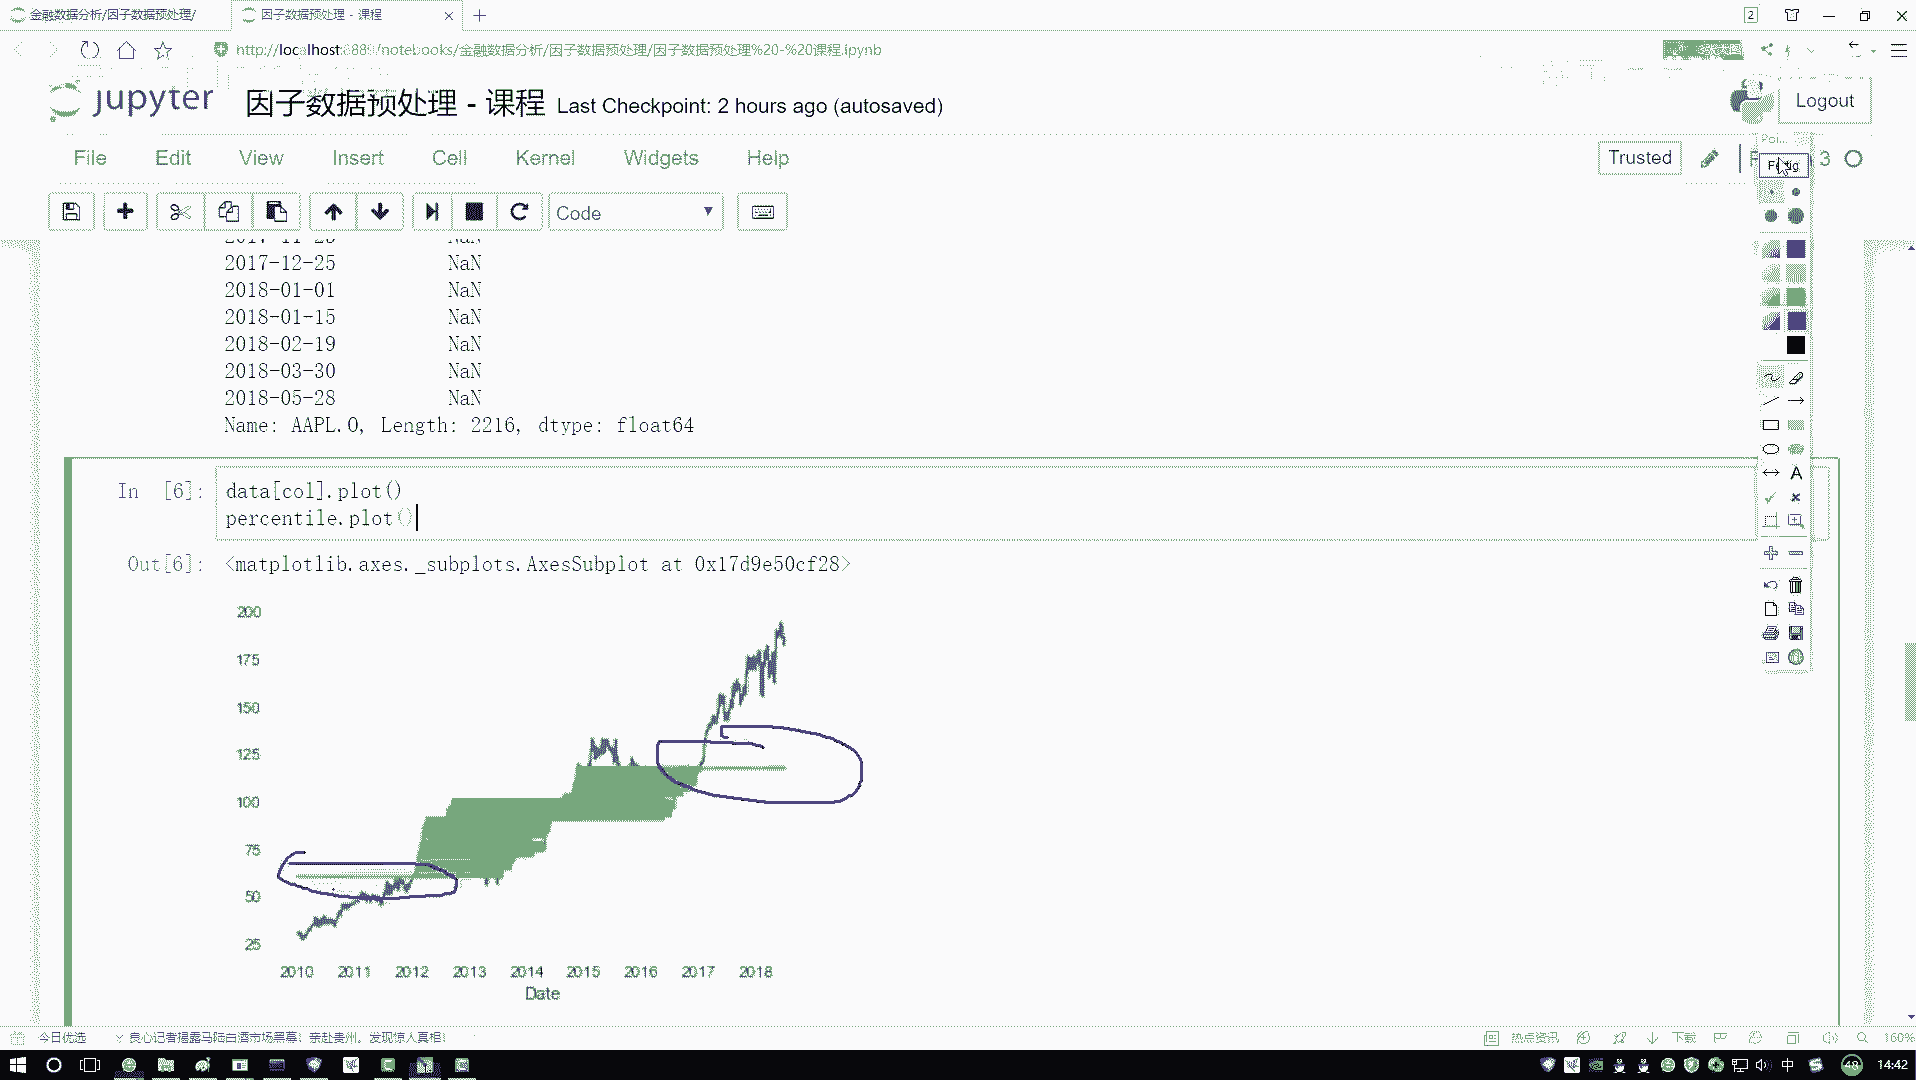 金融数据分析/因子数据预处理/
因子数据预处理 - 课程
2
http://localhost:8889/notebooks/金融数据分析/因子数据预处理/因子数据预处理%20-%20课程.ipynb
jupyter 因子数据预处理 - 课程 Last Checkpoint: 2 hours ago (autosaved)
Logout
File Edit View Insert Cell Kernel Widgets Help
Trusted
3
Code
2017-12-25 NaN
2018-01-01 NaN
2018-01-15 NaN
2018-02-19 NaN
2018-03-30 NaN
2018-05-28 NaN
Name: AAPL.O, Length: 2216, dtype: float64
In [6]: data[col].plot()
percentile.plot()
Out[6]: <matplotlib.axes._subplots.AxesSubplot at 0x17d9e50cf28>
200
175
150
125
100
75
50
25
2010 2011 2012 2013 2014 2015 2016 2017 2018
Date
A
今日优选
良心记者揭露马陆白酒市场黑幕！亲赴贵州，发现惊人真相！
热点资讯
下载
160%
中
48
14:42